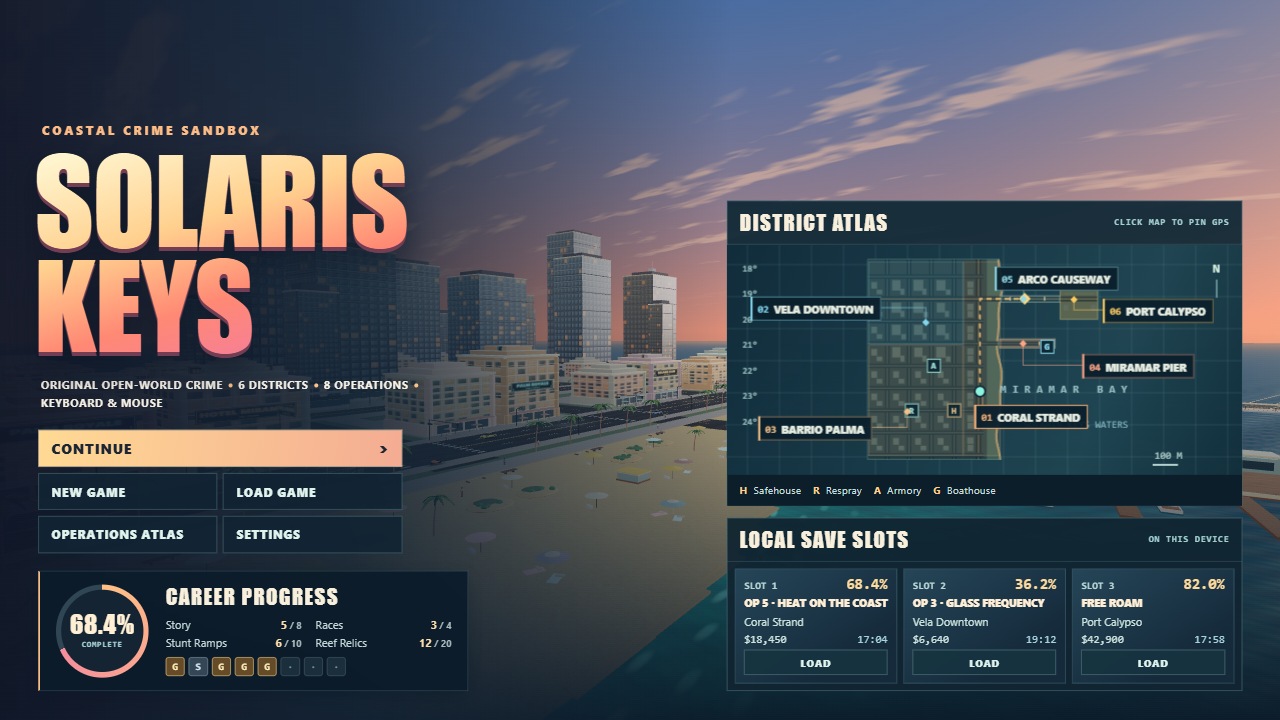 COASTAL CRIME SANDBOX
SOLARIS
KEYS
ORIGINAL OPEN-WORLD CRIME • 6 DISTRICTS • 8 OPERATIONS •
KEYBOARD & MOUSE
CONTINUE ›
NEW GAME
LOAD GAME
OPERATIONS ATLAS
SETTINGS
68.4%
COMPLETE
CAREER PROGRESS
Story 5 / 8 Races 3 / 4
Stunt Ramps 6 / 10 Reef Relics 12 / 20
G S G G G · · ·
DISTRICT ATLAS
CLICK MAP TO PIN GPS
18°
19°
20
21°
22°
23°
24°
N
05 ARCO CAUSEWAY
02 VELA DOWNTOWN
06 PORT CALYPSO
G
A
04 MIRAMAR PIER
MIRAMAR BAY
R
H
01 CORAL STRAND
WATERS
03 BARRIO PALMA
100 M
H Safehouse R Respray A Armory G Boathouse
LOCAL SAVE SLOTS
ON THIS DEVICE
SLOT 1 68.4%
OP 5 - HEAT ON THE COAST
Coral Strand
$18,450 17:04
LOAD
SLOT 2 36.2%
OP 3 - GLASS FREQUENCY
Vela Downtown
$6,640 19:12
LOAD
SLOT 3 82.0%
FREE ROAM
Port Calypso
$42,900 17:58
LOAD